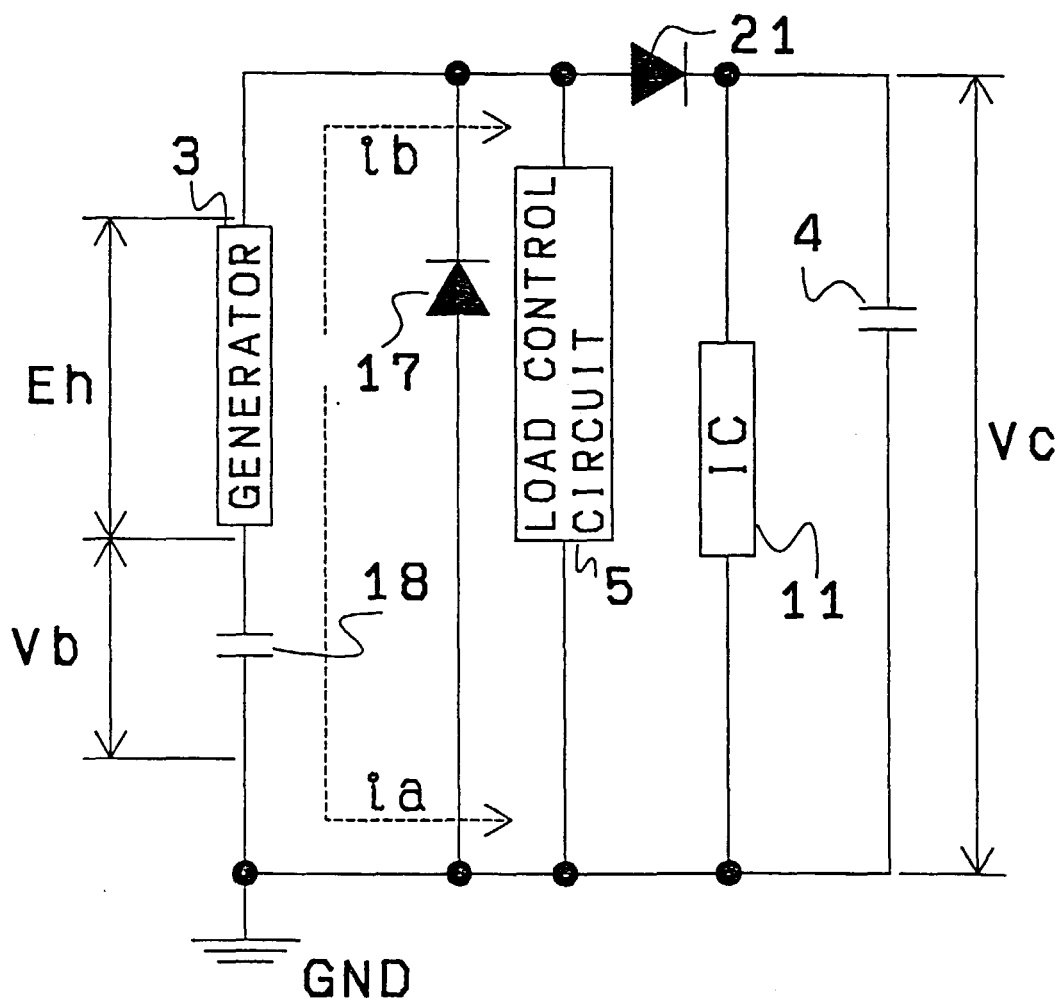 21
ib
3
4
GENERATOR
LOAD CONTROL
CIRCUIT
17
Eh
IC
Vc
18
5
11
Vb
ia
GND